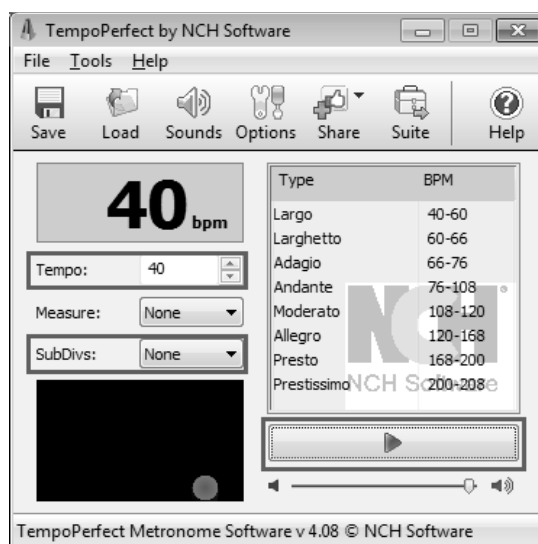 TempoPerfect by NCH Software
File Tools Help
Save Load Sounds Options Share Suite Help
40 bpm
Tempo: 40
Measure: None
SubDivs: None
Type BPM
Largo 40-60
Larghetto 60-66
Adagio 66-76
Andante 76-108
Moderato 108-120
Allegro 120-168
Presto 168-200
Prestissimo 200-208
NCH ®
NCH Software
TempoPerfect Metronome Software v 4.08 © NCH Software